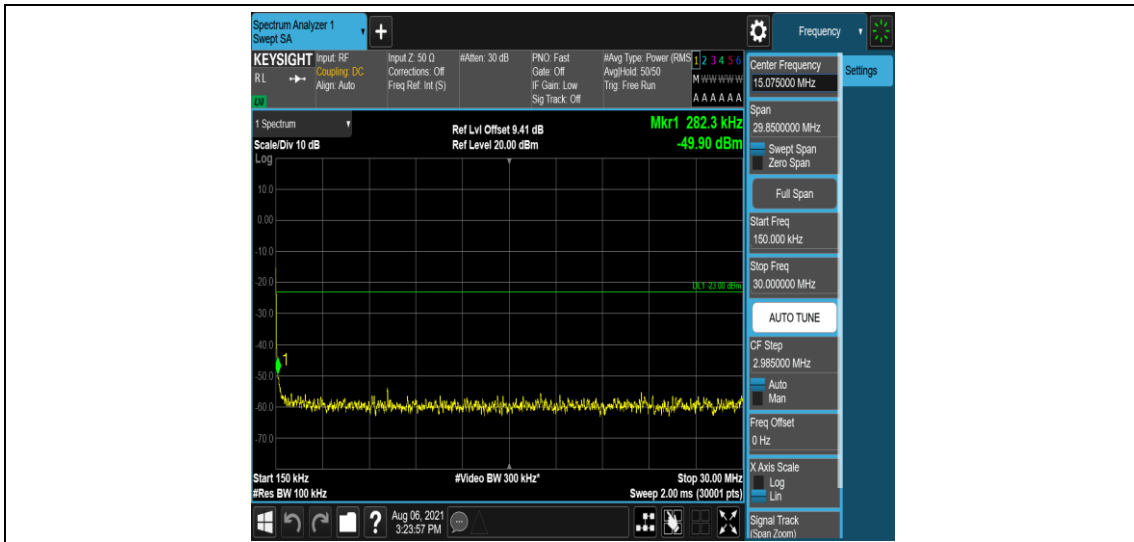 Spectrum Analyzer 1
Swept SA
+
Frequency
KEYSIGHT
RL
LM
Input: RF
Coupling: DC
Align: Auto
Input Z: 50 Ω
Corrections: Off
Freq Ref: Int (S)
#Atten: 30 dB
PNO: Fast
Gate: Off
IF Gain: Low
Sig Track: Off
#Avg Type: Power (RMS
Avg|Hold: 50/50
Trig: Free Run
1 2 3 4 5 6
M W W W W W
A A A A A A
1 Spectrum
Scale/Div 10 dB
Ref Lvl Offset 9.41 dB
Ref Level 20.00 dBm
Mkr1 282.3 kHz
-49.90 dBm
Log
10.0
0.00
-10.0
-20.0
-30.0
-40.0
-50.0
-60.0
-70.0
DL1 -23.00 dBm
1
Start 150 kHz
#Res BW 100 kHz
#Video BW 300 kHz*
Stop 30.00 MHz
Sweep 2.00 ms (30001 pts)
?
Aug 06, 2021
3:23:57 PM
Center Frequency
15.075000 MHz
Settings
Span
29.8500000 MHz
Swept Span
Zero Span
Full Span
Start Freq
150.000 kHz
Stop Freq
30.000000 MHz
AUTO TUNE
CF Step
2.985000 MHz
Auto
Man
Freq Offset
0 Hz
X Axis Scale
Log
Lin
Signal Track
(Span Zoom)